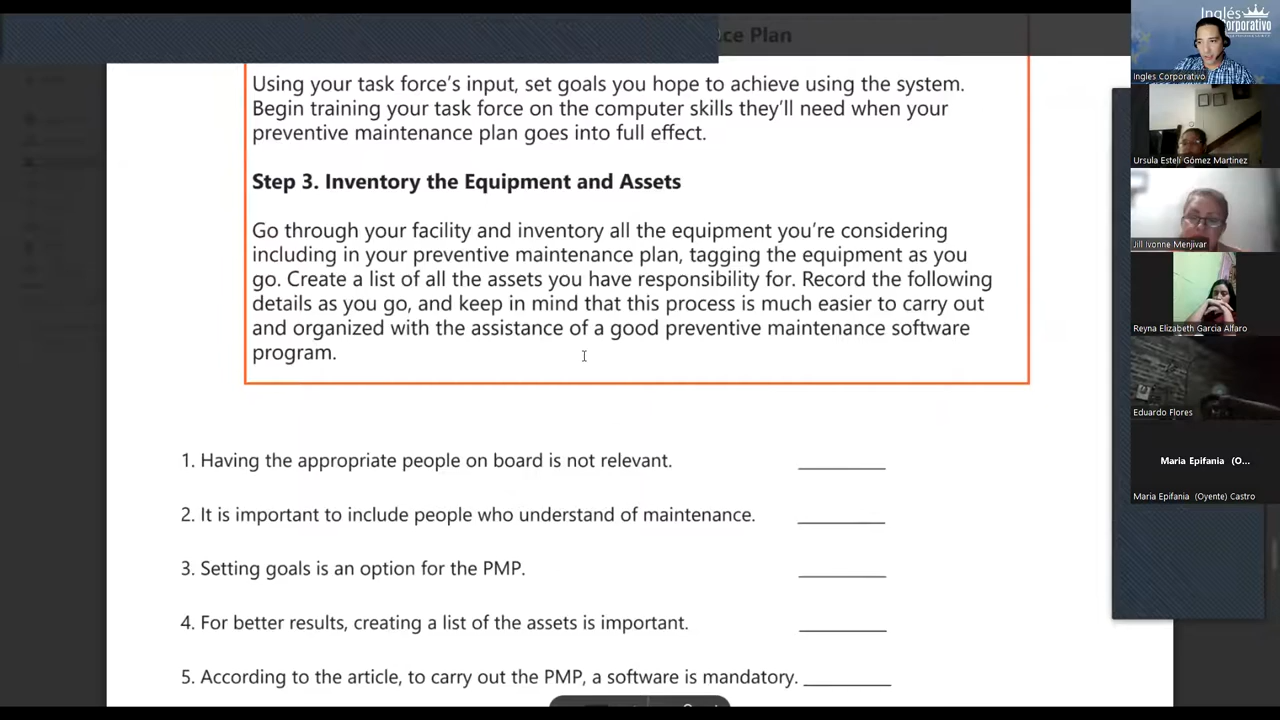 ce Plan
Using your task force's input, set goals you hope to achieve using the system.
Begin training your task force on the computer skills they'll need when your
preventive maintenance plan goes into full effect.
Step 3. Inventory the Equipment and Assets
Go through your facility and inventory all the equipment you're considering
including in your preventive maintenance plan, tagging the equipment as you
go. Create a list of all the assets you have responsibility for. Record the following
details as you go, and keep in mind that this process is much easier to carry out
and organized with the assistance of a good preventive maintenance software
program.
1. Having the appropriate people on board is not relevant. ________
2. It is important to include people who understand of maintenance. ________
3. Setting goals is an option for the PMP. ________
4. For better results, creating a list of the assets is important. ________
5. According to the article, to carry out the PMP, a software is mandatory. ________
Inglés
Corporativo
Ingles Corporativo
Ursula Estelí Gómez Martinez
Jill Ivonne Menjivar
Reyna Elizabeth Garcia Alfaro
Eduardo Flores
Maria Epifania (O...
Maria Epifania (Oyente) Castro